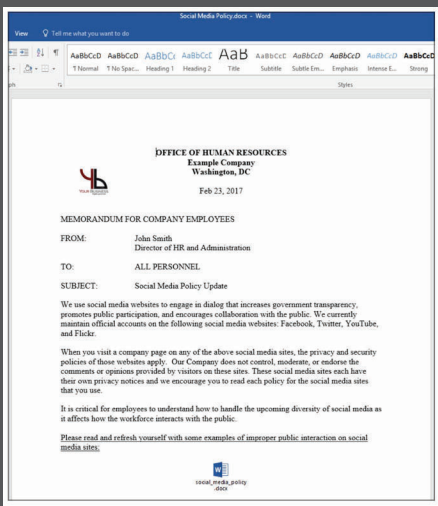 Social Media Policy.docx - Word
View Tell me what you want to do
AaBbCcD AaBbCcD AaBbCc AaBbCcE AaB AaBbCcC AaBbCcD AaBbCcD AaBbCcD AaBbCcD
¶ Normal ¶ No Spac... Heading 1 Heading 2 Title Subtitle Subtle Em... Emphasis Intense E... Strong
ph Styles
OFFICE OF HUMAN RESOURCES
Example Company
Washington, DC
Feb 23, 2017
YOUR BUSINESS
MEMORANDUM FOR COMPANY EMPLOYEES
FROM: John Smith
Director of HR and Administration
TO: ALL PERSONNEL
SUBJECT: Social Media Policy Update
We use social media websites to engage in dialog that increases government transparency,
promotes public participation, and encourages collaboration with the public. We currently
maintain official accounts on the following social media websites: Facebook, Twitter, YouTube,
and Flickr.
When you visit a company page on any of the above social media sites, the privacy and security
policies of those websites apply. Our Company does not control, moderate, or endorse the
comments or opinions provided by visitors on these sites. These social media sites each have
their own privacy notices and we encourage you to read each policy for the social media sites
that you use.
It is critical for employees to understand how to handle the upcoming diversity of social media as
it affects how the workforce interacts with the public.
Please read and refresh yourself with some examples of improper public interaction on social
media sites:
social_media_policy
.docx